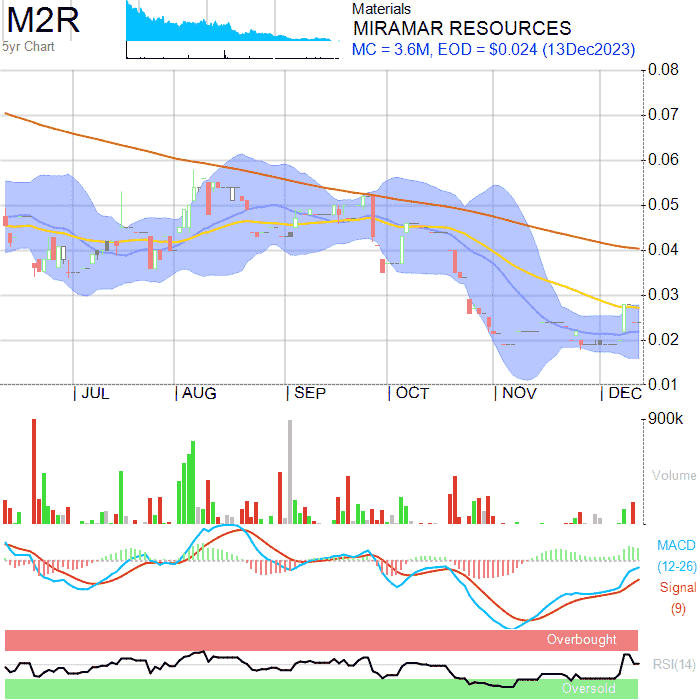 M2R
5yr Chart
Materials
MIRAMAR RESOURCES
MC = 3.6M, EOD = $0.024 (13Dec2023)
0.08
0.07
0.06
0.05
0.04
0.03
0.02
0.01
JUL AUG SEP OCT NOV DEC
900k
Volume
MACD
(12-26)
Signal
(9)
Overbought
RSI(14)
Oversold